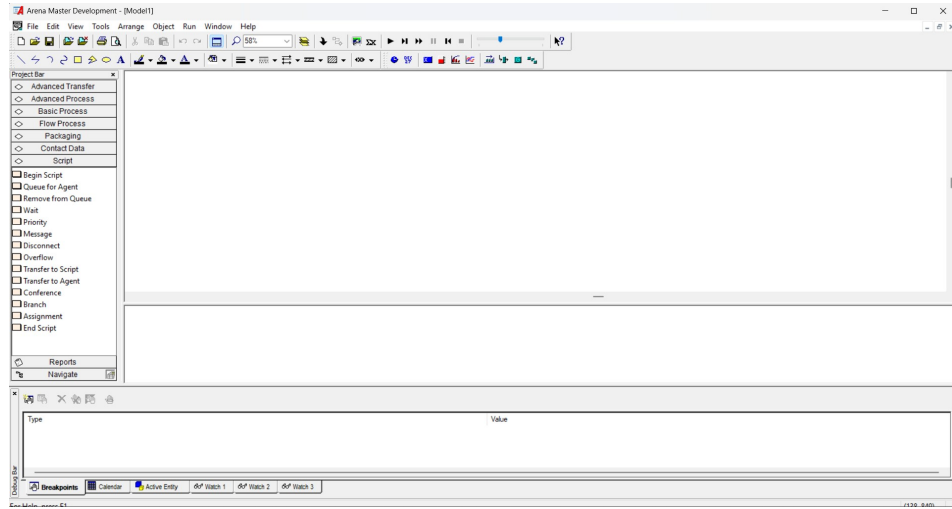 Arena Master Development - [Model1]
File Edit View Tools Arrange Object Run Window Help
58%
A
Project Bar
Advanced Transfer
Advanced Process
Basic Process
Flow Process
Packaging
Contact Data
Script
Begin Script
Queue for Agent
Remove from Queue
Wait
Priority
Message
Disconnect
Overflow
Transfer to Script
Transfer to Agent
Conference
Branch
Assignment
End Script
Reports
Navigate
Type Value
Debug Bar
Breakpoints Calendar Active Entity Watch 1 Watch 2 Watch 3
For Help, press F1 (138, 840)